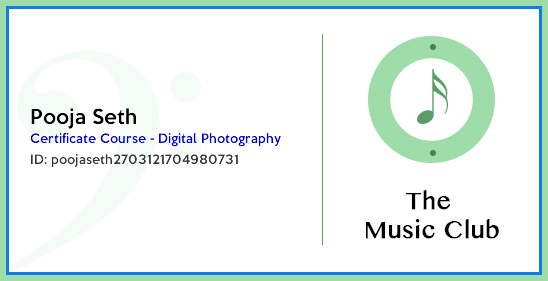 Pooja Seth
Certificate Course - Digital Photography
ID: poojaseth2703121704980731
The
Music Club